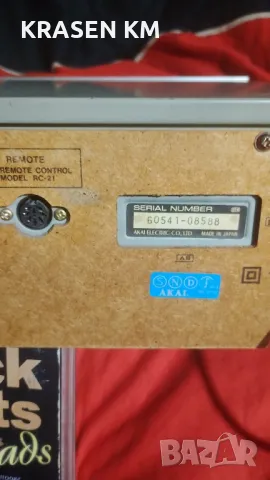 KRASEN KM
REMOTE
REMOTE CONTROL
MODEL RC-21
SERIAL NUMBER
60541-08588
AKAI ELECTRIC CO., LTD. MADE IN JAPAN
SNDT
AKAI
ck
ts
ads
BAZAR